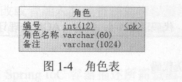 角色
编号 int(12) <pk>
角色名称 varchar(60)
备注 varchar(1024)
图 1-4 角色表